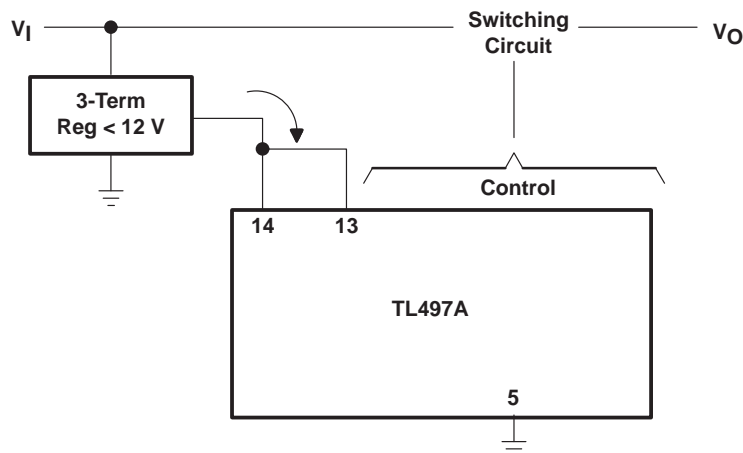 VI
Switching
Circuit
VO
3-Term
Reg < 12 V
Control
14
13
TL497A
5